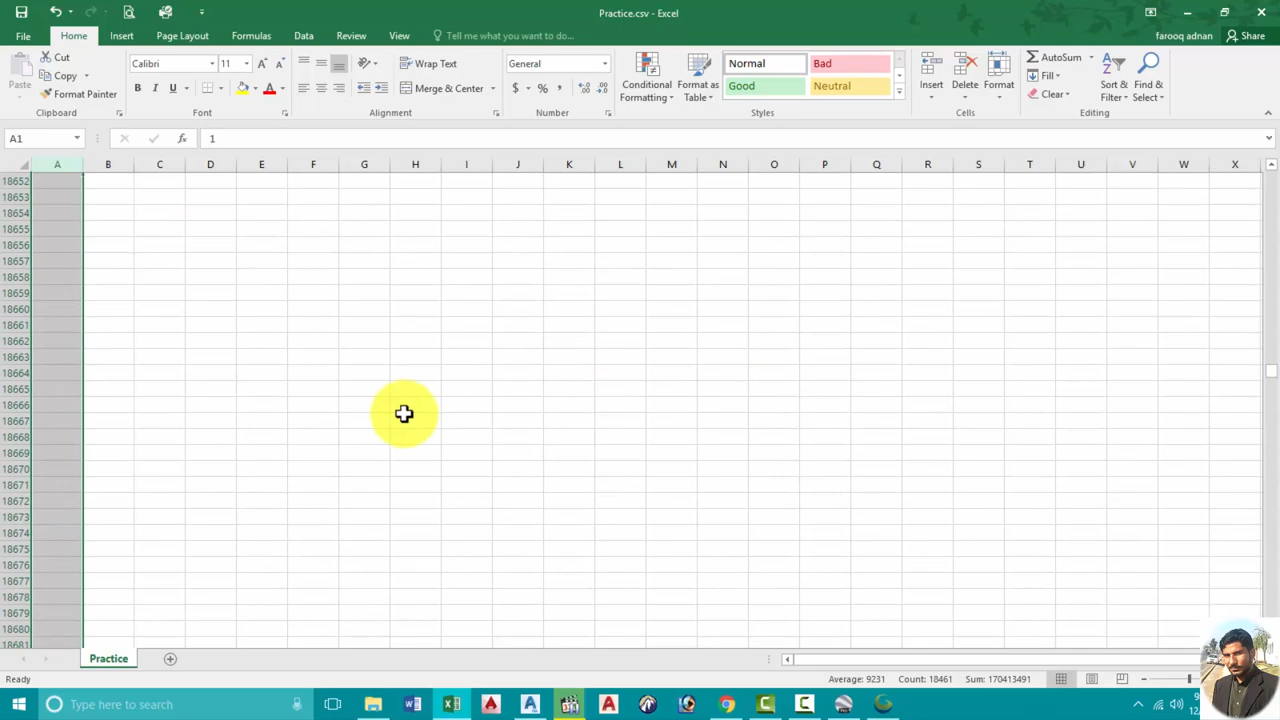 Practice.csv - Excel
File Home Insert Page Layout Formulas Data Review View Tell me what you want to do... farooq adnan Share
Paste Cut Copy Format Painter Clipboard
Calibri 11 B I U A Font
Wrap Text Merge & Center Alignment
General $ % , Number
Conditional Formatting Format as Table Normal Bad Good Neutral Styles
Insert Delete Format Cells
AutoSum Fill Clear Sort & Filter Find & Select Editing
A1 fx 1
A B C D E F G H I J K L M N O P Q R S T U V W X
18652
18653
18654
18655
18656
18657
18658
18659
18660
18661
18662
18663
18664
18665
18666
18667
18668
18669
18670
18671
18672
18673
18674
18675
18676
18677
18678
18679
18680
18681
Practice
Ready Average: 9231 Count: 18461 Sum: 170413491
Type here to search